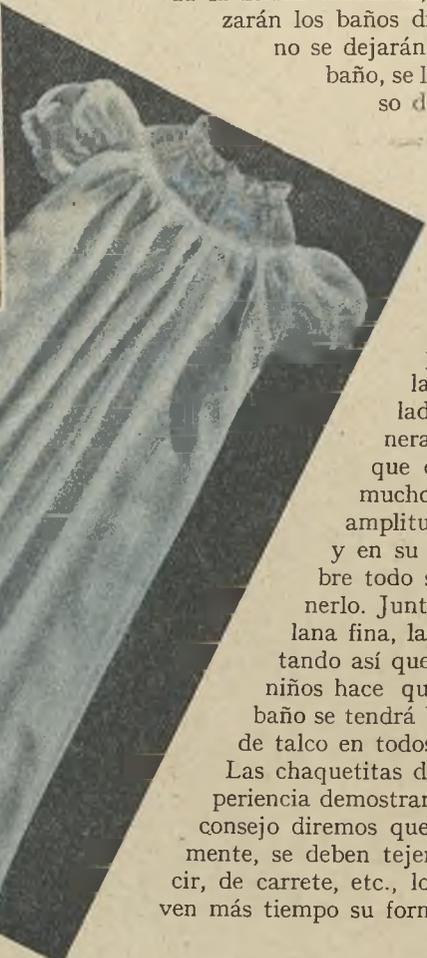 zarán los baños
no se dejarán
baño, se
so
la
lad
nera
que
mucho
amplitu
y en su
bre todo
nerlo. Junt
lana fina, la
tando así que
niños hace qu
baño se tendrá
de talco en todos
Las chaquetitas d
periencia demostrar
consejo diremos que
mente, se deben tejer
cir, de carrete, etc., lo
ven más tiempo su form